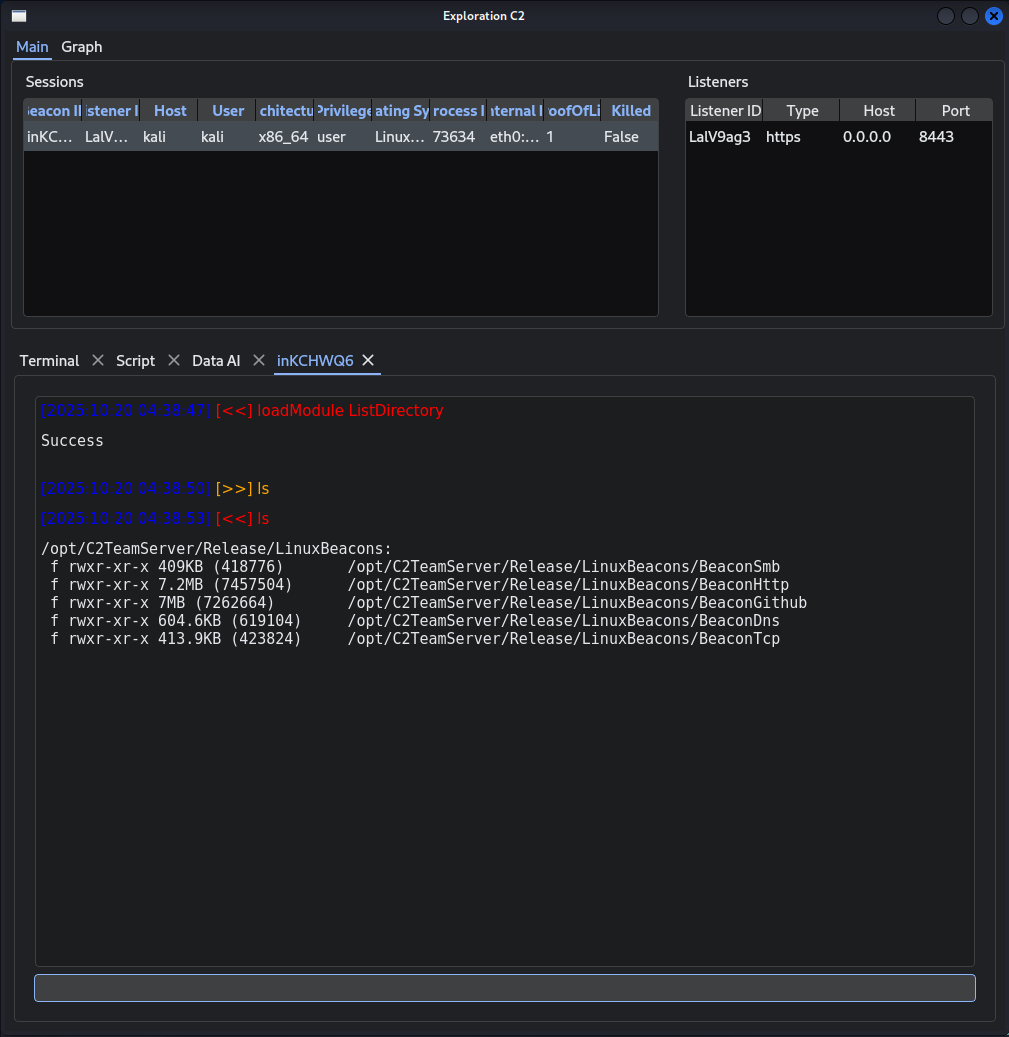 Exploration C2
Main Graph
Sessions
Listeners
Beacon I istener I Host User chitectu Privilege ating Sy rocess I nternal I oofOfLi Killed
inKC... LalV... kali kali x86_64 user Linux... 73634 eth0:... 1 False
Listener ID Type Host Port
LalV9ag3 https 0.0.0.0 8443
Terminal Script Data AI inKCHWQ6
[2025:10:20 04:38:47] [<<] loadModule ListDirectory
Success
[2025:10:20 04:38:50] [>>] ls
[2025:10:20 04:38:53] [<<] ls
/opt/C2TeamServer/Release/LinuxBeacons:
f rwxr-xr-x 409KB (418776) /opt/C2TeamServer/Release/LinuxBeacons/BeaconSmb
f rwxr-xr-x 7.2MB (7457504) /opt/C2TeamServer/Release/LinuxBeacons/BeaconHttp
f rwxr-xr-x 7MB (7262664) /opt/C2TeamServer/Release/LinuxBeacons/BeaconGithub
f rwxr-xr-x 604.6KB (619104) /opt/C2TeamServer/Release/LinuxBeacons/BeaconDns
f rwxr-xr-x 413.9KB (423824) /opt/C2TeamServer/Release/LinuxBeacons/BeaconTcp